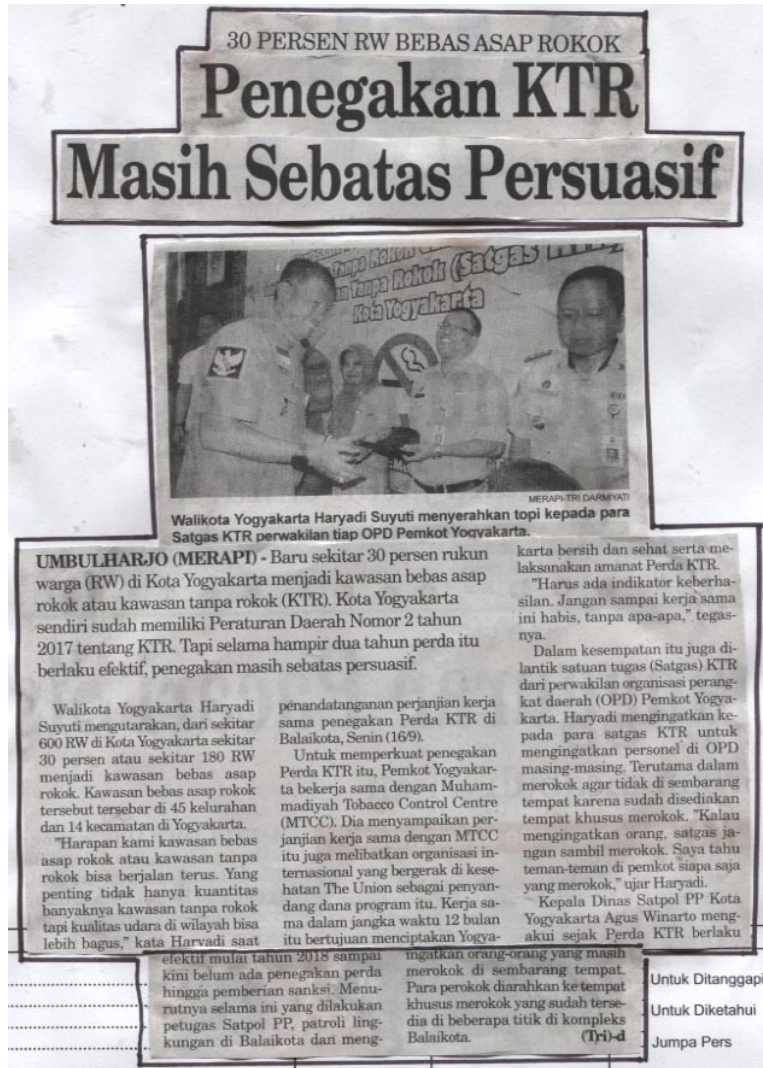 30 PERSEN RW BEBAS ASAP ROKOK
Penegakan KTR
Masih Sebatas Persuasif
Tanpa Rokok
an Tanpa Rokok (Satgas KTR)
Kota Yogyakarta
MERAPI-TRI DARMIYATI
Walikota Yogyakarta Haryadi Suyuti menyerahkan topi kepada para
Satgas KTR perwakilan tiap OPD Pemkot Yogyakarta.
UMBULHARJO (MERAPI) - Baru sekitar 30 persen rukun
warga (RW) di Kota Yogyakarta menjadi kawasan bebas asap
rokok atau kawasan tanpa rokok (KTR). Kota Yogyakarta
sendiri sudah memiliki Peraturan Daerah Nomor 2 tahun
2017 tentang KTR. Tapi selama hampir dua tahun perda itu
berlaku efektif, penegakan masih sebatas persuasif.
Walikota Yogyakarta Haryadi
Suyuti mengutarakan, dari sekitar
600 RW di Kota Yogyakarta sekitar
30 persen atau sekitar 180 RW
menjadi kawasan bebas asap
rokok. Kawasan bebas asap rokok
tersebut tersebar di 45 kelurahan
dan 14 kecamatan di Yogyakarta.
"Harapan kami kawasan bebas
asap rokok atau kawasan tanpa
rokok bisa berjalan terus. Yang
penting tidak hanya kuantitas
banyaknya kawasan tanpa rokok
tapi kualitas udara di wilayah bisa
lebih bagus," kata Haryadi saat
penandatanganan perjanjian kerja
sama penegakan Perda KTR di
Balaikota, Senin (16/9).
Untuk memperkuat penegakan
Perda KTR itu, Pemkot Yogyakar-
ta bekerja sama dengan Muham-
madiyah Tobacco Control Centre
(MTCC). Dia menyampaikan per-
janjian kerja sama dengan MTCC
itu juga melibatkan organisasi in-
ternasional yang bergerak di kese-
hatan The Union sebagai penyan-
dang dana program itu. Kerja sa-
ma dalam jangka waktu 12 bulan
itu bertujuan menciptakan Yogya-
karta bersih dan sehat serta me-
laksanakan amanat Perda KTR.
"Harus ada indikator keberha-
silan. Jangan sampai kerja sama
ini habis, tanpa apa-apa," tegas-
nya.
Dalam kesempatan itu juga di-
lantik satuan tugas (Satgas) KTR
dari perwakilan organisasi perang-
kat daerah (OPD) Pemkot Yogya-
karta. Haryadi mengingatkan ke-
pada para satgas KTR untuk
mengingatkan personel di OPD
masing-masing. Terutama dalam
merokok agar tidak di sembarang
tempat karena sudah disediakan
tempat khusus merokok. "Kalau
mengingatkan orang, satgas ja-
ngan sambil merokok. Saya tahu
teman-teman di pemkot siapa saja
yang merokok," ujar Haryadi.
Kepala Dinas Satpol PP Kota
Yogyakarta Agus Winarto meng-
akui sejak Perda KTR berlaku
efektif mulai tahun 2018 sampai
kini belum ada penegakan perda
hingga pemberian sanksi. Menu-
rutnya selama ini yang dilakukan
petugas Satpol PP, patroli ling-
kungan di Balaikota dan meng-
ingatkan orang-orang yang masih
merokok di sembarang tempat.
Para perokok diarahkan ke tempat
khusus merokok yang sudah terse-
dia di beberapa titik di kompleks
Balaikota. (Tri)-d
Untuk Ditanggapi
Untuk Diketahui
Jumpa Pers